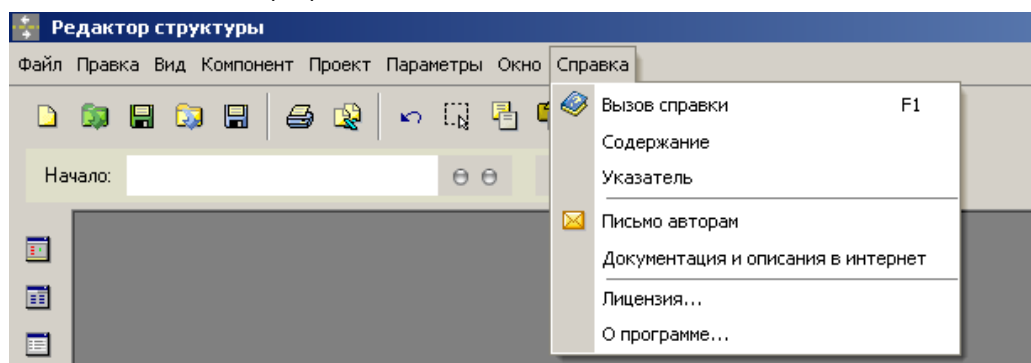 Редактор структуры
Файл Правка Вид Компонент Проект Параметры Окно Справка
Вызов справки F1
Содержание
Начало:
Указатель
Письмо авторам
Документация и описания в интернет
Лицензия...
О программе...